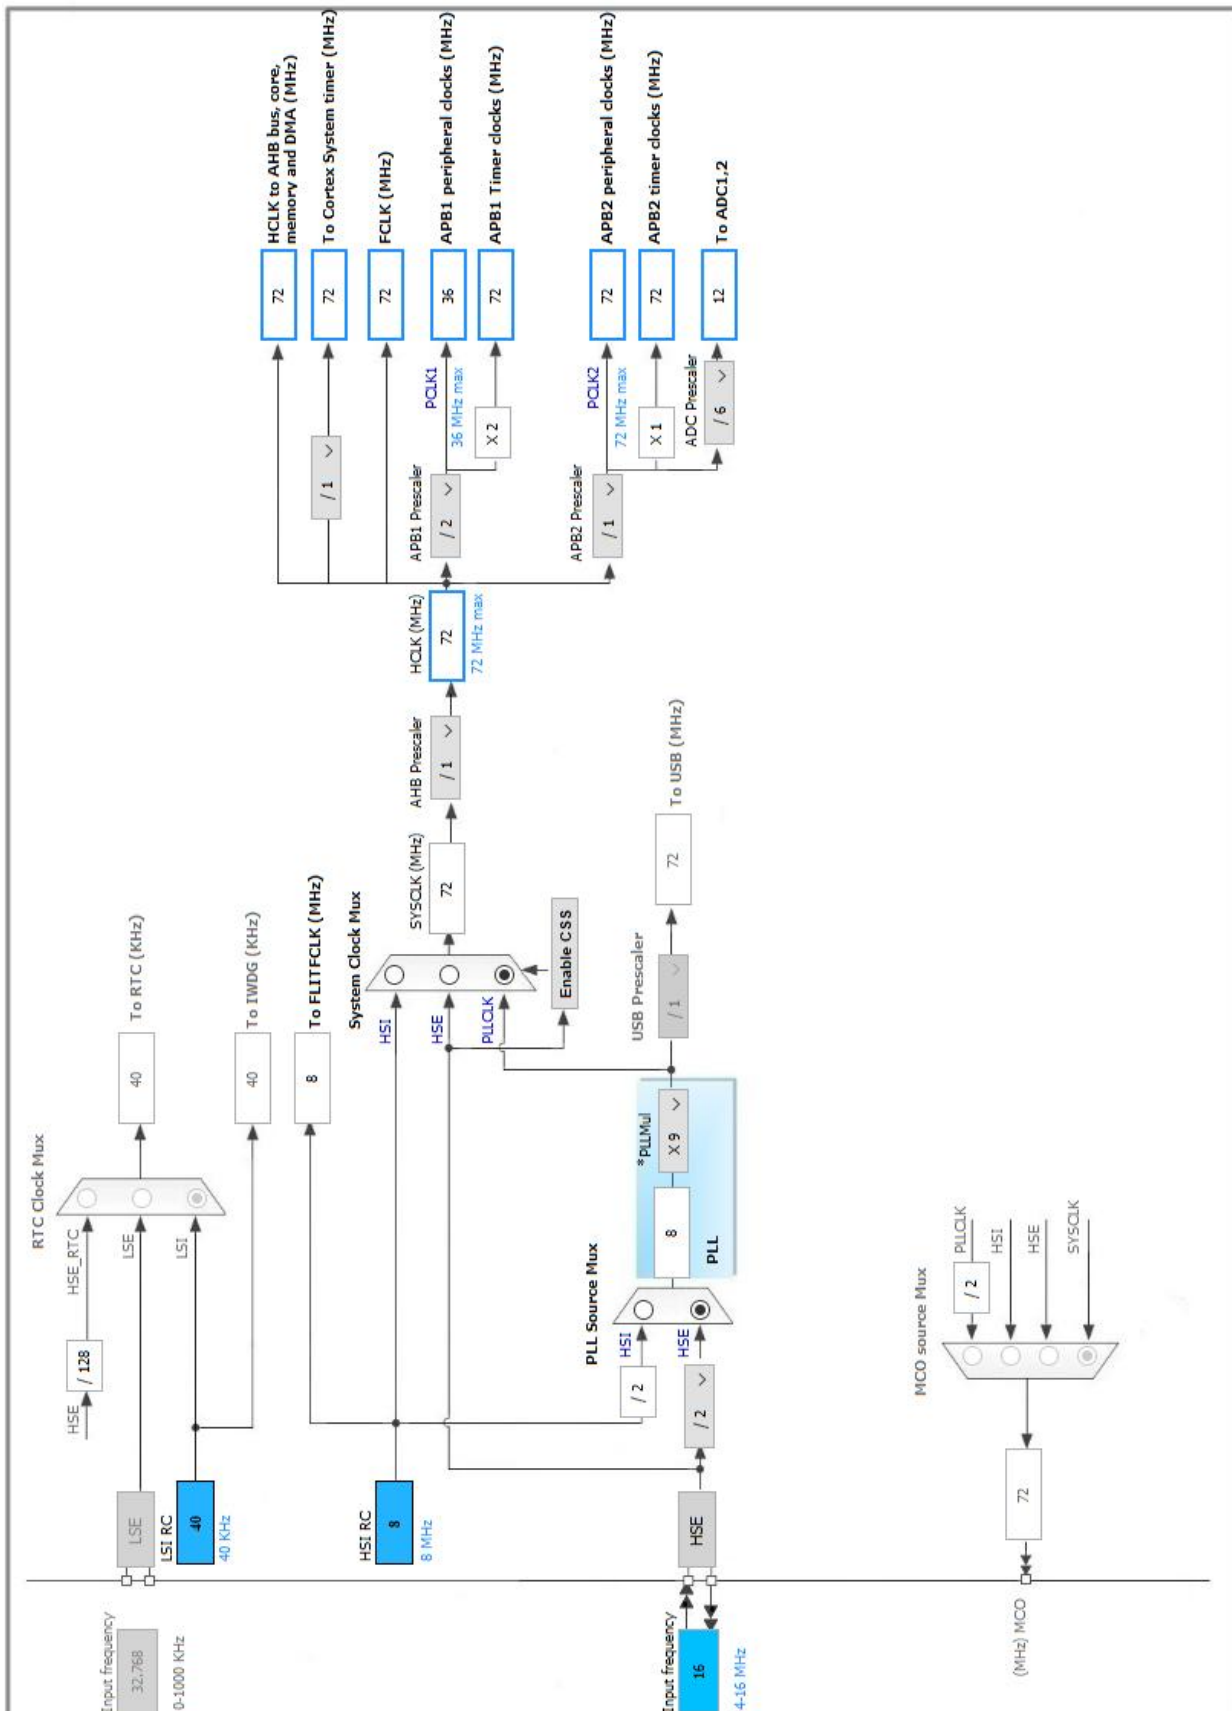 RTC Clock Mux
HSE
/ 128
HSE_RTC
Input frequency
32.768
0-1000 KHz
LSE
LSE
40
To RTC (KHz)
LSI RC
40
40 KHz
LSI
40
To IWDG (KHz)
8
To FLITFCLK (MHz)
HSI RC
8
8 MHz
System Clock Mux
HSI
HSE
PLLCLK
Enable CSS
SYSCLK (MHz)
72
AHB Prescaler
/ 1
HCLK (MHz)
72
72 MHz max
72
HCLK to AHB bus, core,
memory and DMA (MHz)
/ 1
72
To Cortex System timer (MHz)
72
FCLK (MHz)
APB1 Prescaler
/ 2
PCLK1
36 MHz max
36
APB1 peripheral clocks (MHz)
X 2
72
APB1 Timer clocks (MHz)
APB2 Prescaler
/ 1
PCLK2
72 MHz max
72
APB2 peripheral clocks (MHz)
X 1
72
APB2 timer clocks (MHz)
ADC Prescaler
/ 6
12
To ADC1,2
PLL Source Mux
HSI
/ 2
HSE
/ 2
Input frequency
16
4-16 MHz
HSE
8
*PLLMul
X 9
PLL
USB Prescaler
/ 1
72
To USB (MHz)
MCO source Mux
/ 2
PLLCLK
HSI
HSE
SYSCLK
72
(MHz) MCO